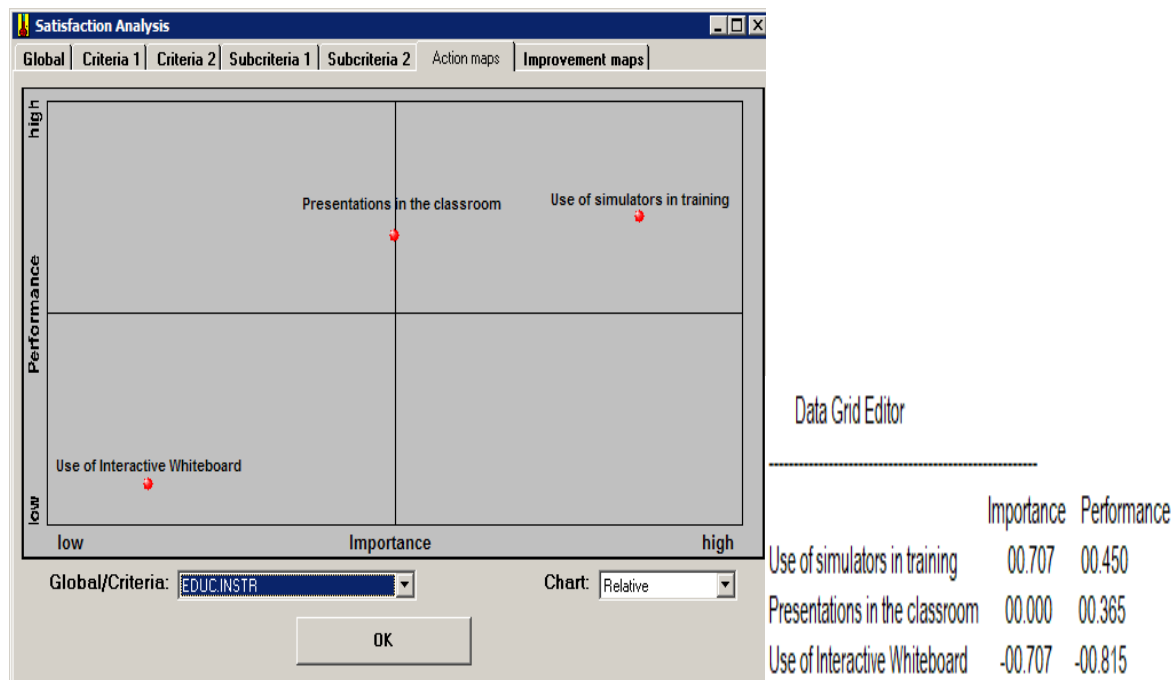 Satisfaction Analysis
Global Criteria 1 Criteria 2 Subcriteria 1 Subcriteria 2 Action maps Improvement maps
high
Performance
low
Presentations in the classroom
Use of simulators in training
Use of Interactive Whiteboard
low Importance high
Global/Criteria: EDUC.INSTR Chart: Relative
OK
Data Grid Editor
--------------------------------------------------------
Importance Performance
Use of simulators in training 00.707 00.450
Presentations in the classroom 00.000 00.365
Use of Interactive Whiteboard -00.707 -00.815